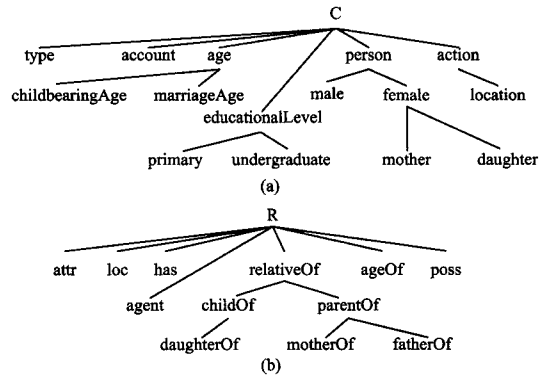 C
type account age person action
childbearingAge marriageAge male female location
educationalLevel
primary undergraduate mother daughter
(a)
R
attr loc has relativeOf ageOf poss
agent childOf parentOf
daughterOf motherOf fatherOf
(b)